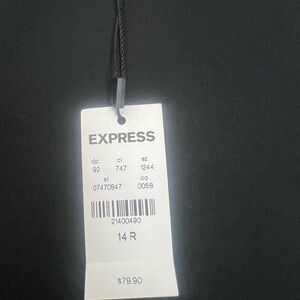 EXPRESS
dp cl sz
92 747 1244
st co
07470847 0058
21400490
14 R
$79.90